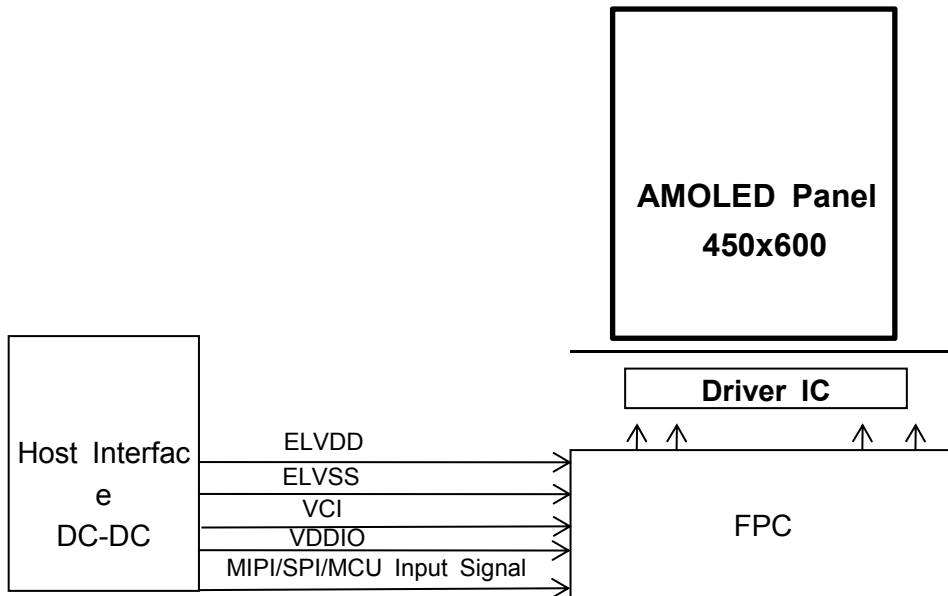 AMOLED Panel
450x600
Driver IC
Host Interfac
e
DC-DC
ELVDD
ELVSS
VCI
VDDIO
MIPI/SPI/MCU Input Signal
FPC